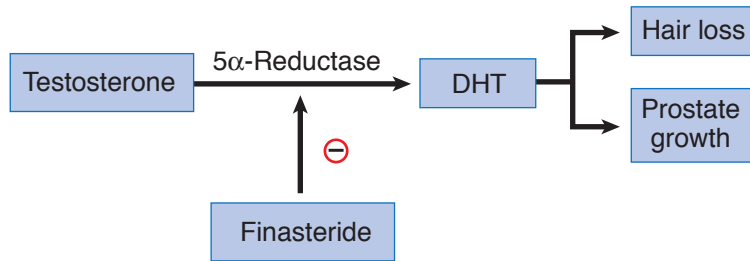 Testosterone
5α-Reductase
DHT
Hair loss
Prostate
growth
Finasteride